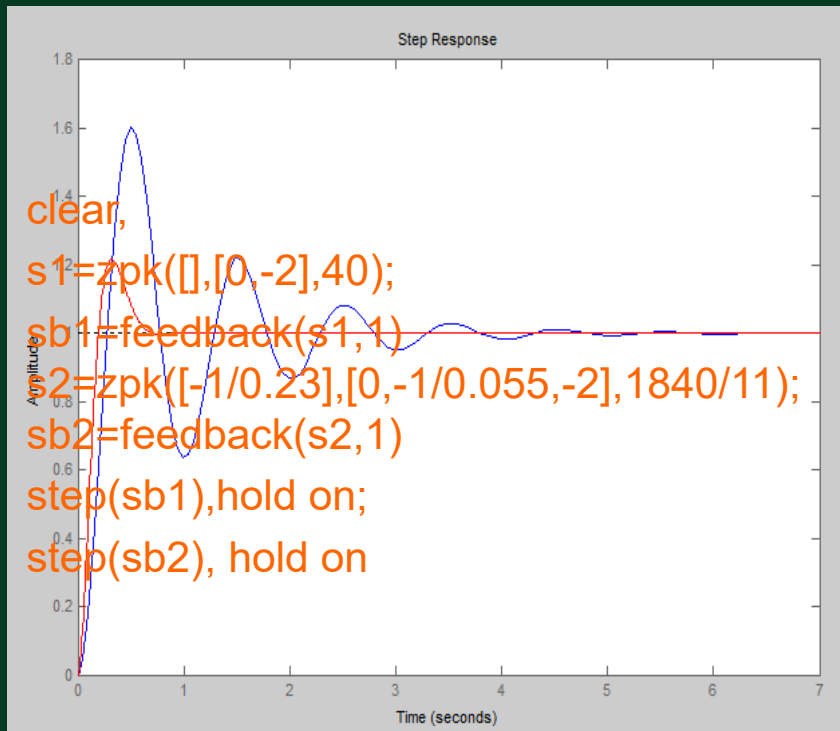 Step Response
1.8
1.6
1.4
clear,
1.2
s1=zpk([],[0,-2],40);
1
sb1=feedback(s1,1)
Amplitude
0.8
s2=zpk([-1/0.23],[0,-1/0.055,-2],1840/11);
sb2=feedback(s2,1)
0.6
step(sb1),hold on;
0.4
step(sb2), hold on
0.2
0
0 1 2 3 4 5 6 7
Time (seconds)